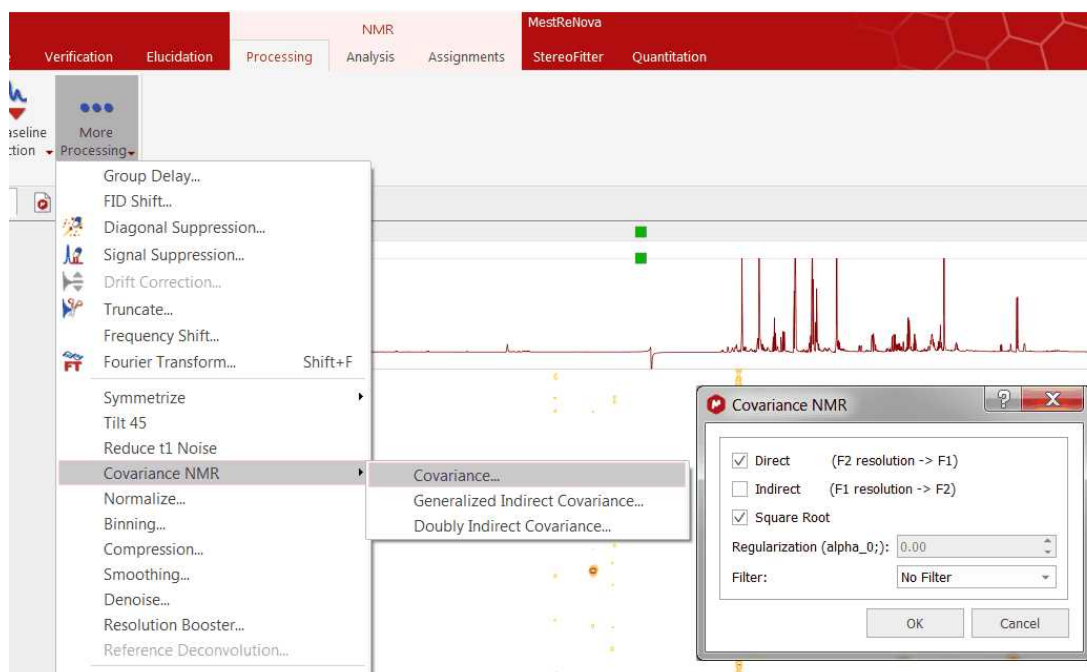 NMR
MestReNova
Verification Elucidation Processing Analysis Assignments StereoFitter Quantitation
More
Processing
Group Delay...
FID Shift...
Diagonal Suppression...
Signal Suppression...
Drift Correction...
Truncate...
Frequency Shift...
FT Fourier Transform... Shift+F
Symmetrize
Tilt 45
Reduce t1 Noise
Covariance NMR
Normalize...
Binning...
Compression...
Smoothing...
Denoise...
Resolution Booster...
Reference Deconvolution...
Covariance...
Generalized Indirect Covariance...
Doubly Indirect Covariance...
Covariance NMR
Direct (F2 resolution -> F1)
Indirect (F1 resolution -> F2)
Square Root
Regularization (alpha_0;): 0.00
Filter: No Filter
OK Cancel